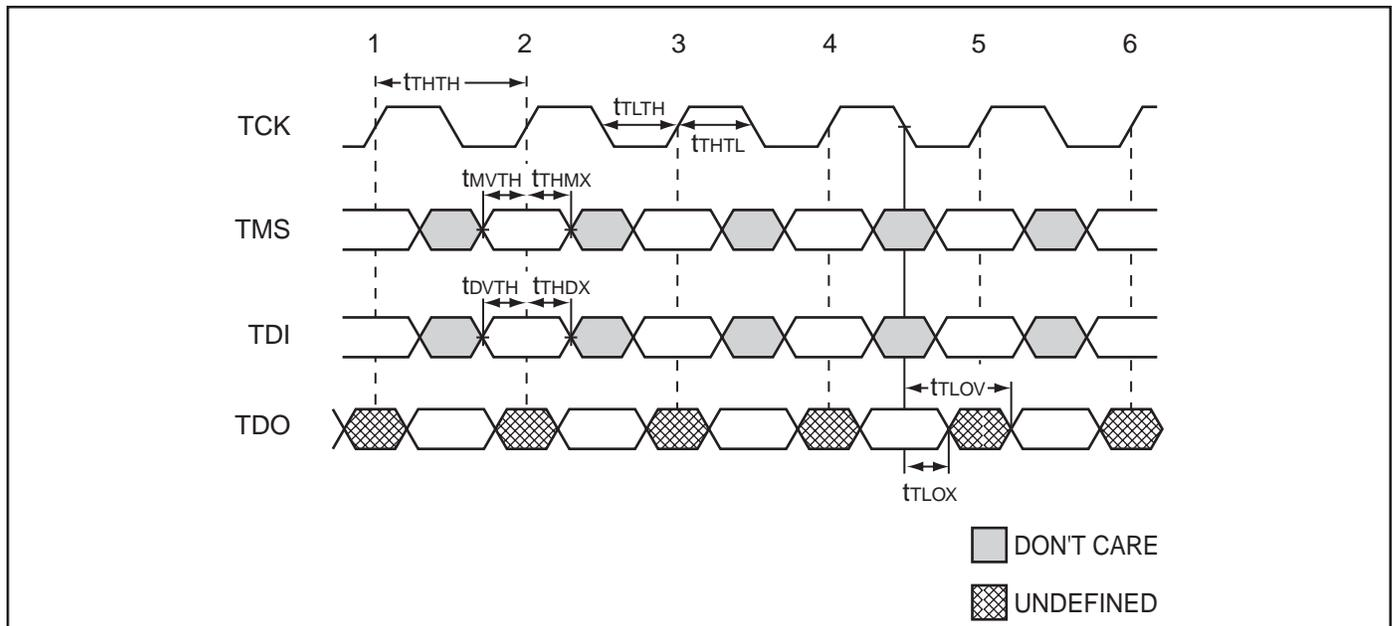 1 2 3 4 5 6
tTHTH
TCK
tTLTH
tTHTL
tMVTH tTHMX
TMS
tDVTH tTHDX
TDI
tTLOV
TDO
tTLOX
DON'T CARE
UNDEFINED